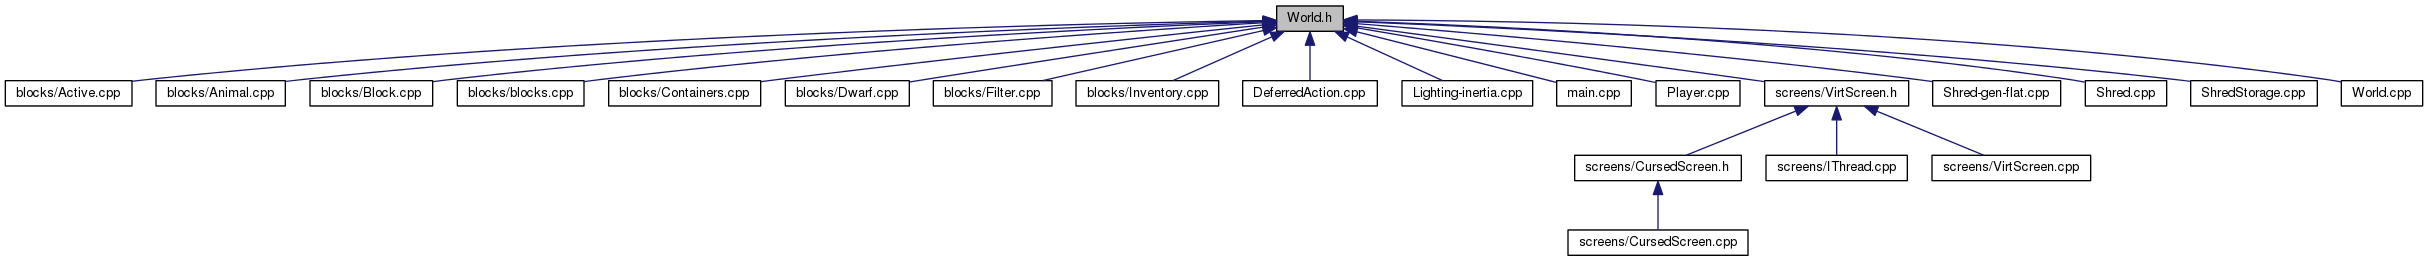 World.h
blocks/Active.cpp
blocks/Animal.cpp
blocks/Block.cpp
blocks/blocks.cpp
blocks/Containers.cpp
blocks/Dwarf.cpp
blocks/Filter.cpp
blocks/Inventory.cpp
DeferredAction.cpp
Lighting-inertia.cpp
main.cpp
Player.cpp
screens/VirtScreen.h
Shred-gen-flat.cpp
Shred.cpp
ShredStorage.cpp
World.cpp
screens/CursedScreen.h
screens/IThread.cpp
screens/VirtScreen.cpp
screens/CursedScreen.cpp